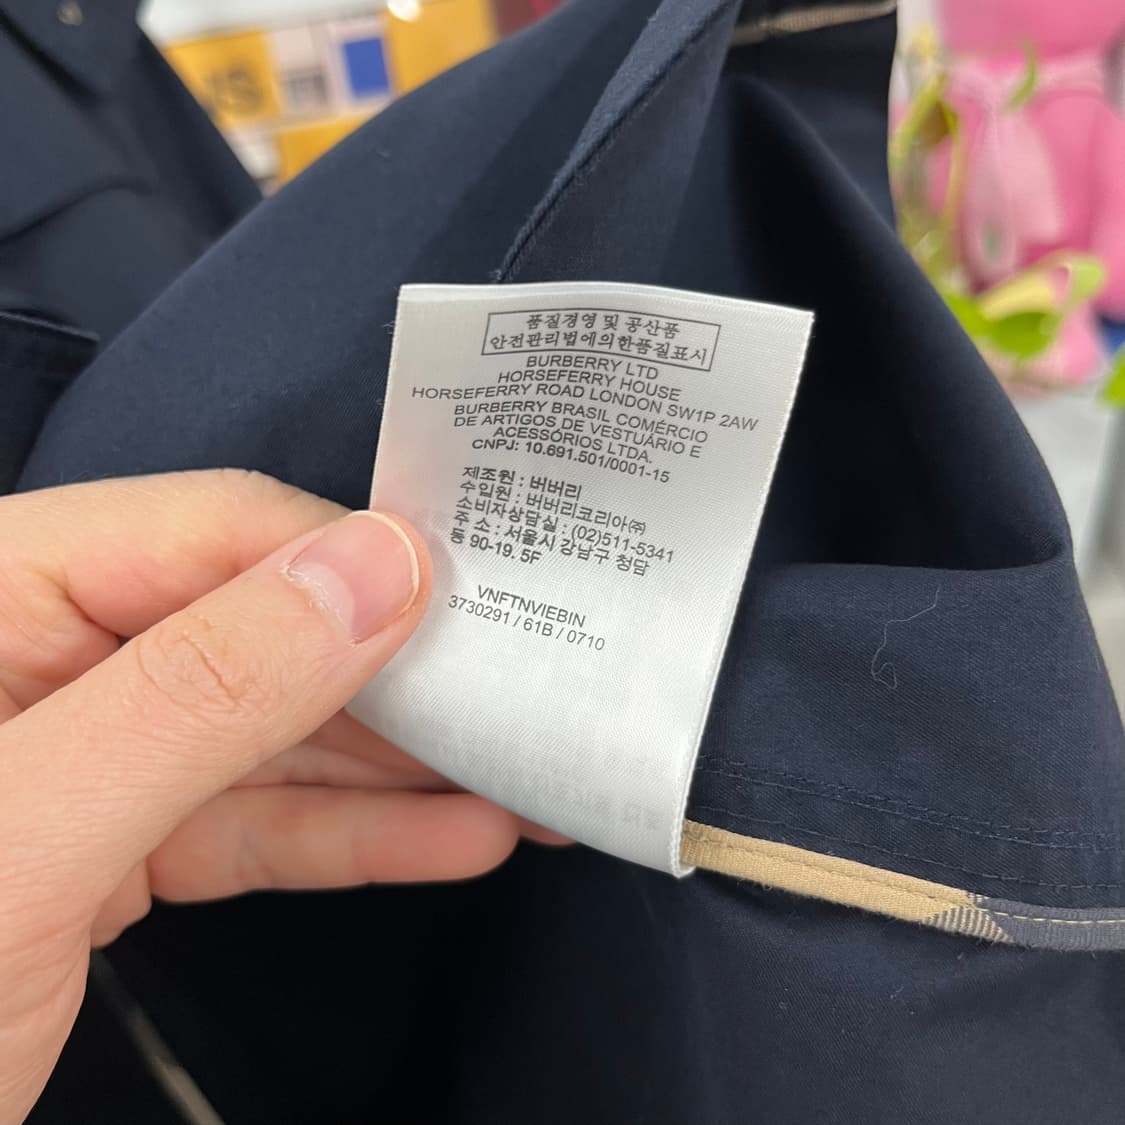 품질경영 및 공산품
안전관리법에의한품질표시
BURBERRY LTD
HORSEFERRY HOUSE
HORSEFERRY ROAD LONDON SW1P 2AW
BURBERRY BRASIL COMÉRCIO
DE ARTIGOS DE VESTUÁRIO E
ACESSÓRIOS LTDA.
CNPJ: 10.691.501/0001-15
제조원 : 버버리
수입원 : 버버리코리아㈜
소비자상담실 : (02)511-5341
주 소 : 서울시 강남구 청담
동 90-19. 5F
VNFTNVIEBIN
3730291 / 61B / 0710